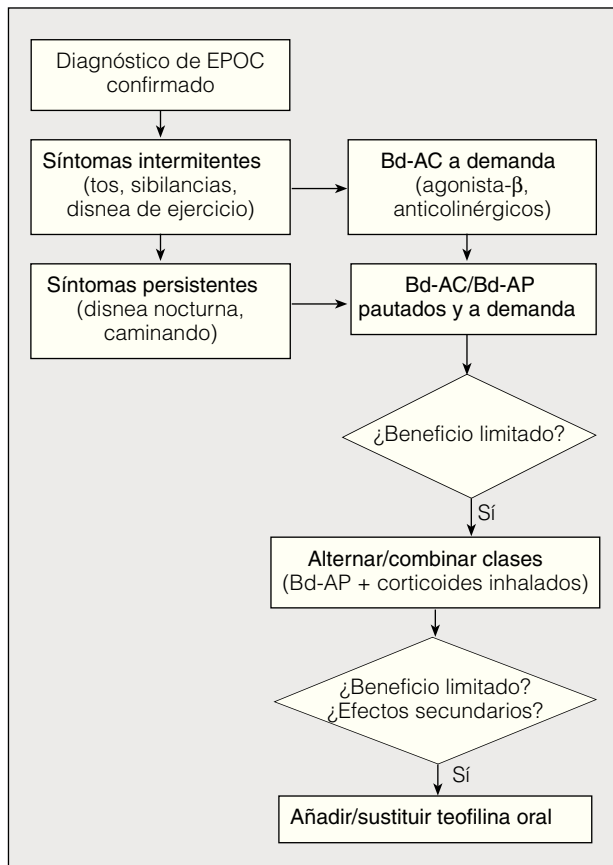 Diagnóstico de EPOC
confirmado
Síntomas intermitentes
(tos, sibilancias,
disnea de ejercicio)
Bd-AC a demanda
(agonista-β,
anticolinérgicos)
Síntomas persistentes
(disnea nocturna,
caminando)
Bd-AC/Bd-AP
pautados y a demanda
¿Beneficio limitado?
Sí
Alternar/combinar clases
(Bd-AP + corticoides inhalados)
¿Beneficio limitado?
¿Efectos secundarios?
Sí
Añadir/sustituir teofilina oral